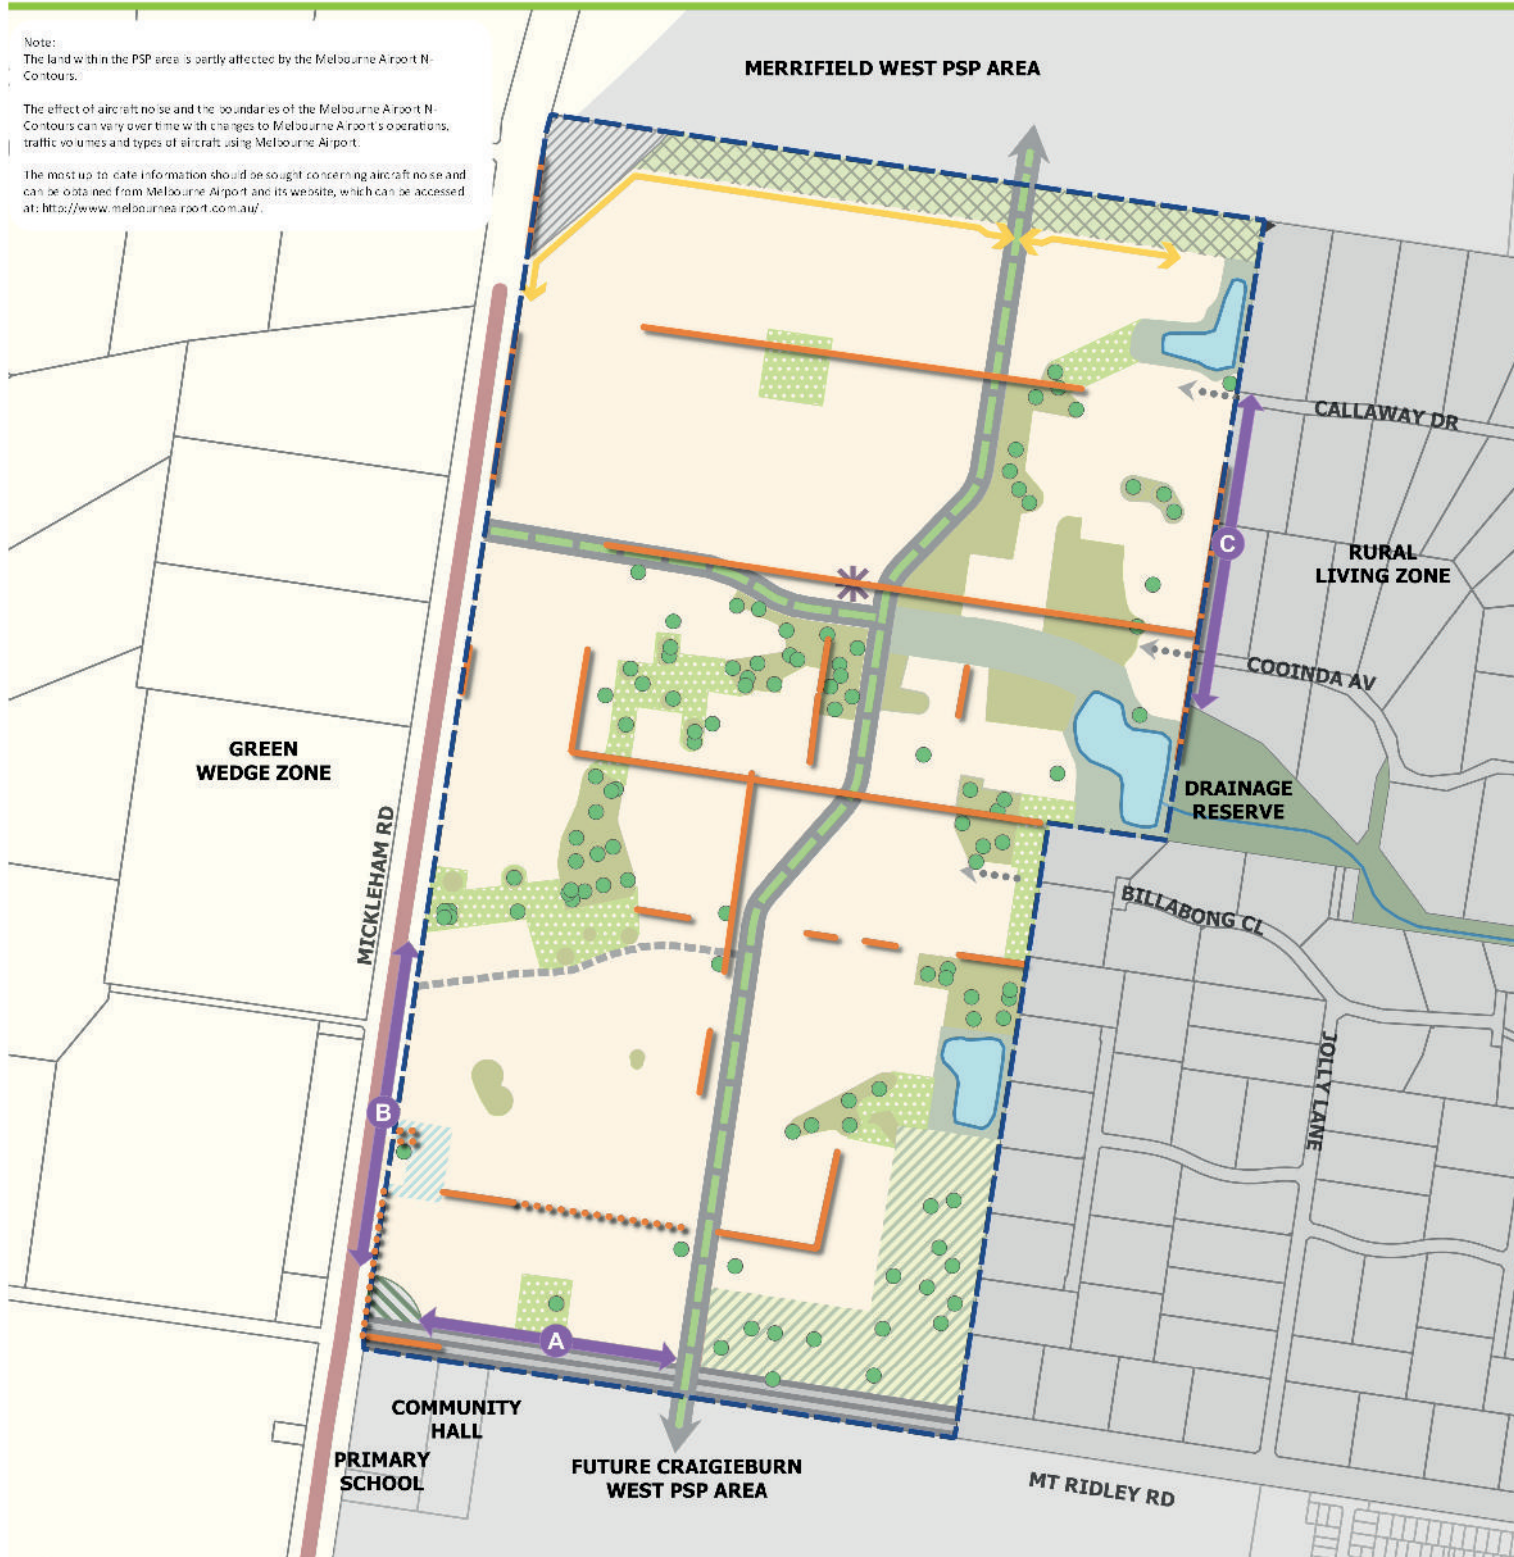 Note:
The land within the PSP area is partly affected by the Melbourne Airport N-
Contours.
The effect of aircraft noise and the boundaries of the Melbourne Airport N-
Contours can vary over time with changes to Melbourne Airport's operations,
traffic volumes and types of aircraft using Melbourne Airport.
The most up to date information should be sought concerning aircraft noise and
can be obtained from Melbourne Airport and its website, which can be accessed
at: http://www.melbourneairport.com.au/.
MERRIFIELD WEST PSP AREA
CALLAWAY DR
C
RURAL
LIVING ZONE
COOINDA AV
GREEN
WEDGE ZONE
DRAINAGE
RESERVE
MICKLEHAM RD
BILLABONG CL
JOLLY LANE
B
A
COMMUNITY
HALL
PRIMARY
SCHOOL
FUTURE CRAIGIEBURN
WEST PSP AREA
MT RIDLEY RD